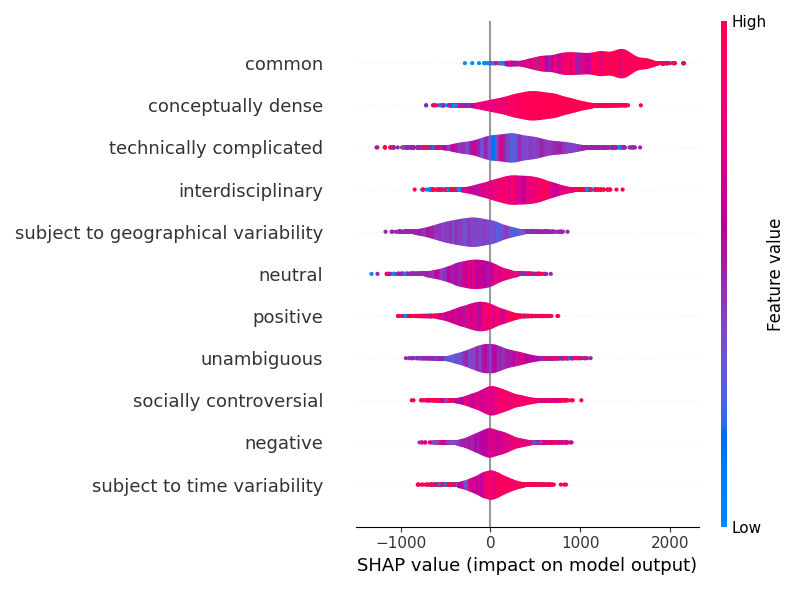 High
common
conceptually dense
technically complicated
interdisciplinary
subject to geographical variability
neutral
positive
unambiguous
socially controversial
negative
subject to time variability
Feature value
Low
−1000 0 1000 2000
SHAP value (impact on model output)